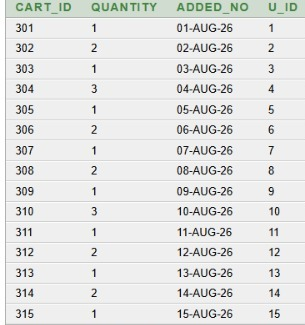 CART_ID QUANTITY ADDED_NO U_ID
301 1 01-AUG-26 1
302 2 02-AUG-26 2
303 1 03-AUG-26 3
304 3 04-AUG-26 4
305 1 05-AUG-26 5
306 2 06-AUG-26 6
307 1 07-AUG-26 7
308 2 08-AUG-26 8
309 1 09-AUG-26 9
310 3 10-AUG-26 10
311 1 11-AUG-26 11
312 2 12-AUG-26 12
313 1 13-AUG-26 13
314 2 14-AUG-26 14
315 1 15-AUG-26 15